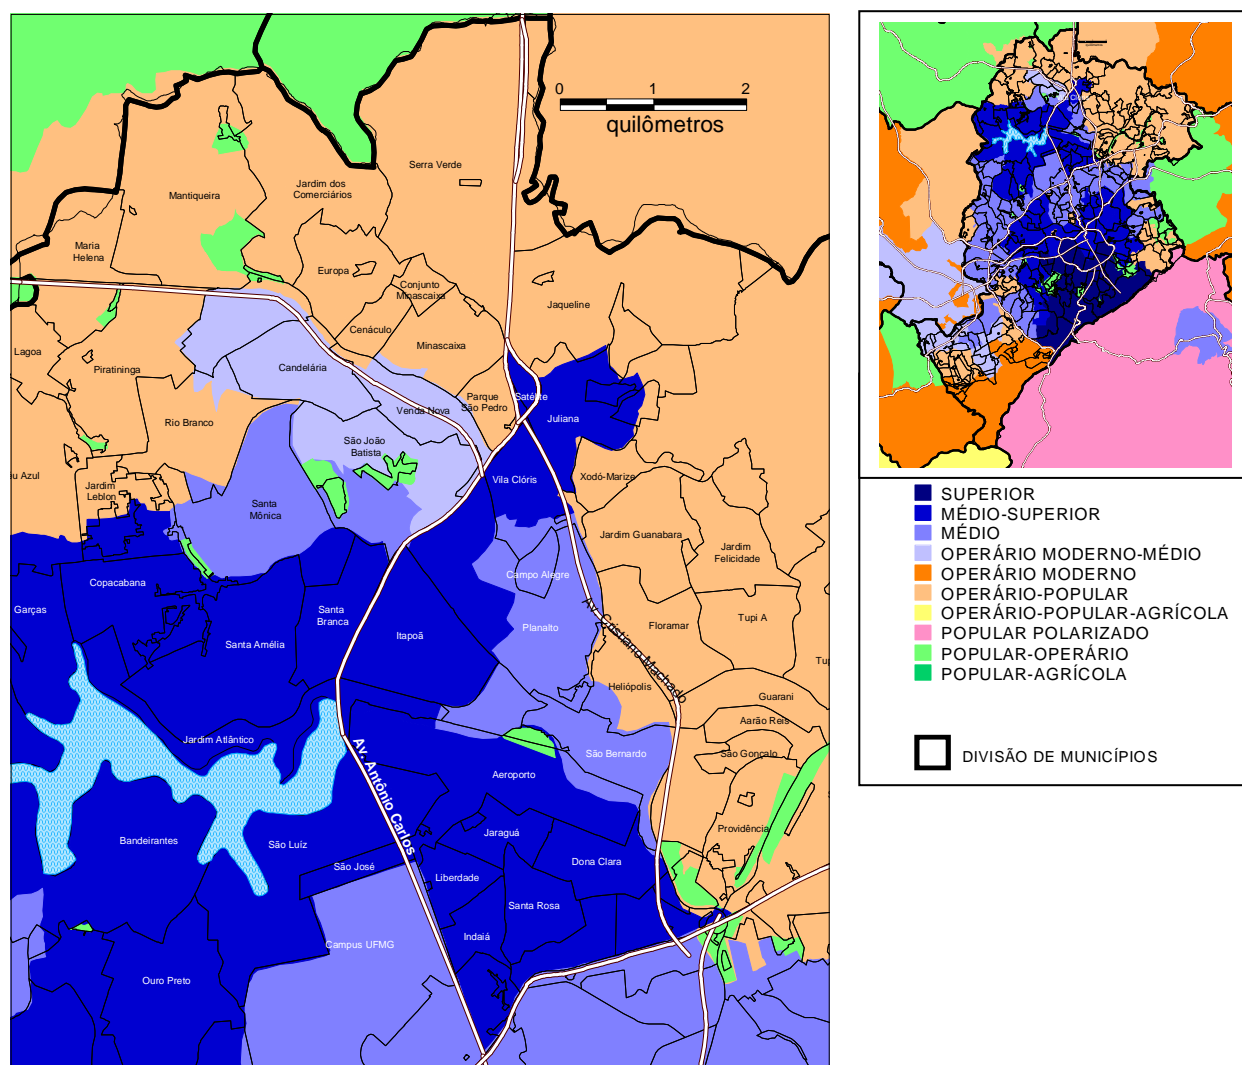 0 1 2
quilômetros
Serra Verde
Mantiqueira
Jardim dos
Comerciários
Maria
Helena
Europa
Conjunto
Minascaixa
Jaqueline
Cenáculo
Minascaixa
Lagoa
Piratininga
Candelária
Venda Nova
Parque
São Pedro
Satélite
Juliana
Rio Branco
São João
Batista
eu Azul
Jardim
Leblon
Vila Clóris
Xodó-Marize
Santa
Mônica
Jardim Guanabara
Jardim
Felicidade
Copacabana
Campo Alegre
Garças
Santa
Branca
Santa Amélia
Itapoã
Planalto
Av. Cristiano Machado
Floramar
Tupi A
Tup
Heliópolis
Guarani
Aarão Reis
Jardim Atlântico
Av. Antônio Carlos
São Bernardo
São Gonçalo
Aeroporto
Bandeirantes
São Luíz
Jaraguá
Providência
São José
Liberdade
Dona Clara
Santa Rosa
Campus UFMG
Indaiá
Ouro Preto
SUPERIOR
MÉDIO-SUPERIOR
MÉDIO
OPERÁRIO MODERNO-MÉDIO
OPERÁRIO MODERNO
OPERÁRIO-POPULAR
OPERÁRIO-POPULAR-AGRÍCOLA
POPULAR POLARIZADO
POPULAR-OPERÁRIO
POPULAR-AGRÍCOLA
DIVISÃO DE MUNICÍPIOS